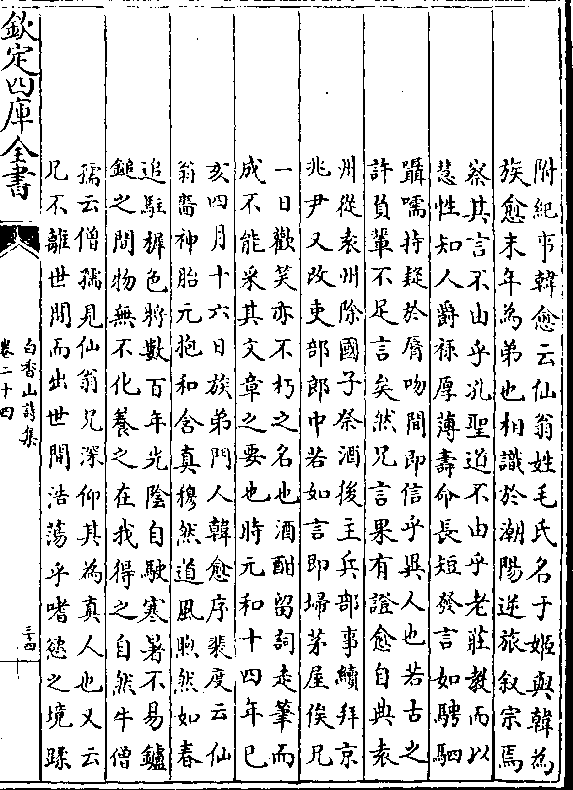 附紀事韓愈云仙翁姓毛氏名于姬與韓為
族愈末年為弟也相識於潮陽逆旅叙宗焉
察其言不由乎孔聖道不由乎老莊教而以
慧性知人爵祿厚薄壽命長短發言如騁駟
躡嚅持疑於脣吻間即信乎異人也若古之
許負輩不足言矣然兄言果有證愈自典袁
州從袁州除國子祭酒後主兵部事續拜京
兆尹又改吏部郎巾若如言即埽茅屋俟兄
一日歡笑亦不朽之名也酒酣留詞走筆而
成不能采其文章之要也時元和十四年已
亥四月十六日族弟門人韓愈序裴度云仙
翁裔神胎元抱和含真穆然道風煦然如春
追駐樨色將數百年光陰自駛寒暑不易鑪
鎚之間物無不化養之在我得之自然牛僧
孺云僧孺見仙翁兄深仰其為真人也又云
凡不離世間而出世間浩蕩乎嗜慾之境蹂
欽定四庫全書
白香山詩集
卷二十四
三十四